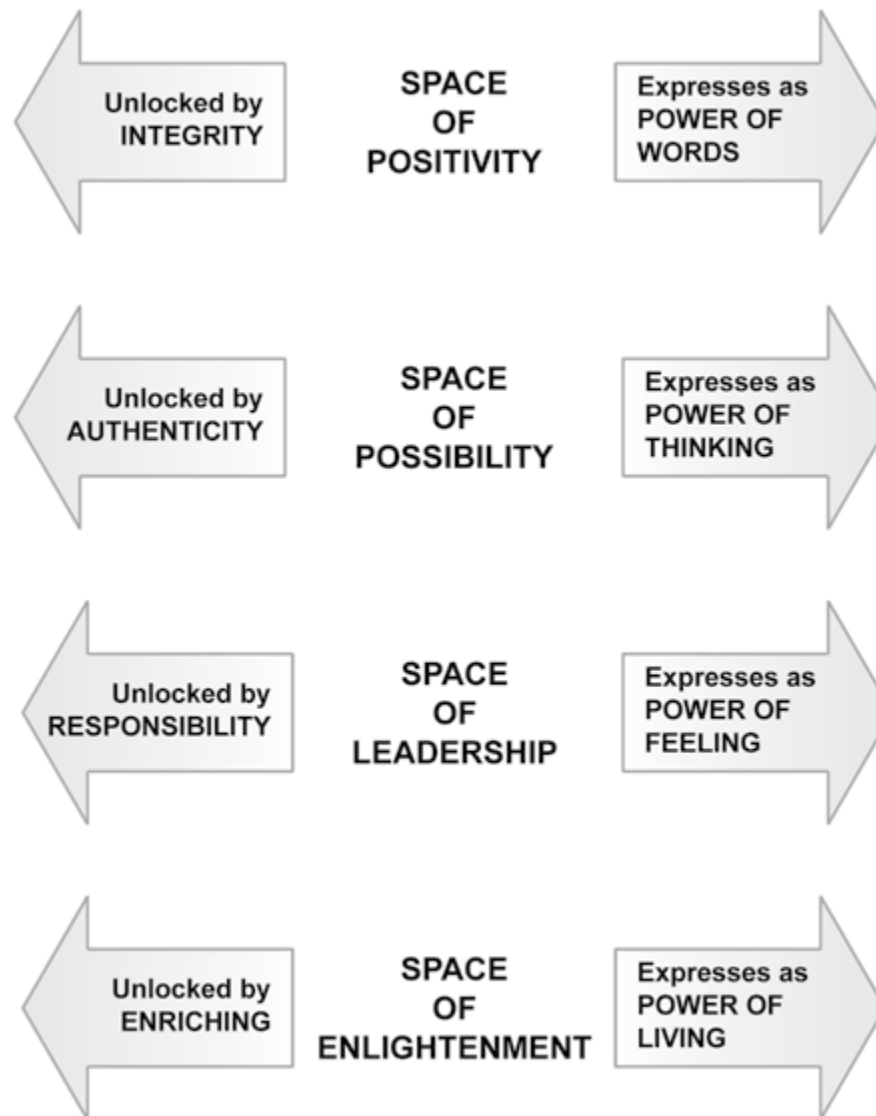 Unlocked by
INTEGRITY
SPACE
OF
POSITIVITY
Expresses as
POWER OF
WORDS
Unlocked by
AUTHENTICITY
SPACE
OF
POSSIBILITY
Expresses as
POWER OF
THINKING
Unlocked by
RESPONSIBILITY
SPACE
OF
LEADERSHIP
Expresses as
POWER OF
FEELING
Unlocked by
ENRICHING
SPACE
OF
ENLIGHTENMENT
Expresses as
POWER OF
LIVING